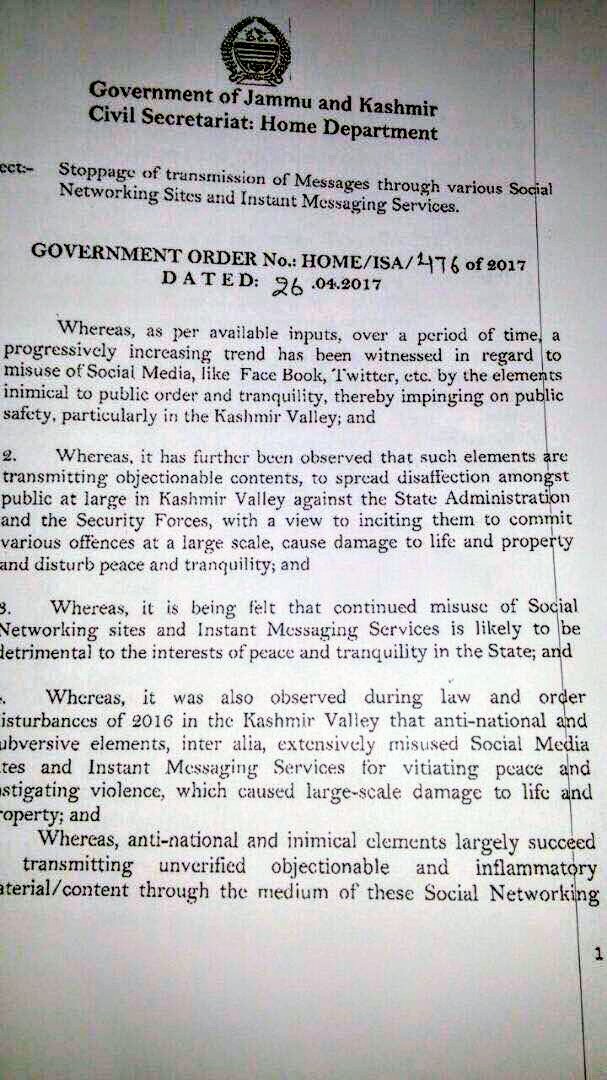 Government of Jammu and Kashmir
Civil Secretariat: Home Department
ect:- Stoppage of transmission of Messages through various Social
Networking Sites and Instant Messaging Services.
GOVERNMENT ORDER No.: HOME/ISA/476 of 2017
D A T E D: 26 .04.2017
Whereas, as per available inputs, over a period of time, a
progressively increasing trend has been witnessed in regard to
misuse of Social Media, like Face Book, Twitter, etc. by the elements
inimical to public order and tranquility, thereby impinging on public
safety, particularly in the Kashmir Valley; and
2. Whereas, it has further been observed that such elements are
transmitting objectionable contents, to spread disaffection amongst
public at large in Kashmir Valley against the State Administration
and the Security Forces, with a view to inciting them to commit
various offences at a large scale, cause damage to life and property
and disturb peace and tranquility; and
3. Whereas, it is being felt that continued misuse of Social
Networking sites and Instant Messaging Services is likely to be
detrimental to the interests of peace and tranquility in the State; and
. Whereas, it was also observed during law and order
isturbances of 2016 in the Kashmir Valley that anti-national and
ubversive elements, inter alia, extensively misused Social Media
tes and Instant Messaging Services for vitiating peace and
stigating violence, which caused large-scale damage to life and
roperty; and
Whereas, anti-national and inimical elements largely succeed
transmitting unverified objectionable and inflammatory
aterial/content through the medium of these Social Networking
1